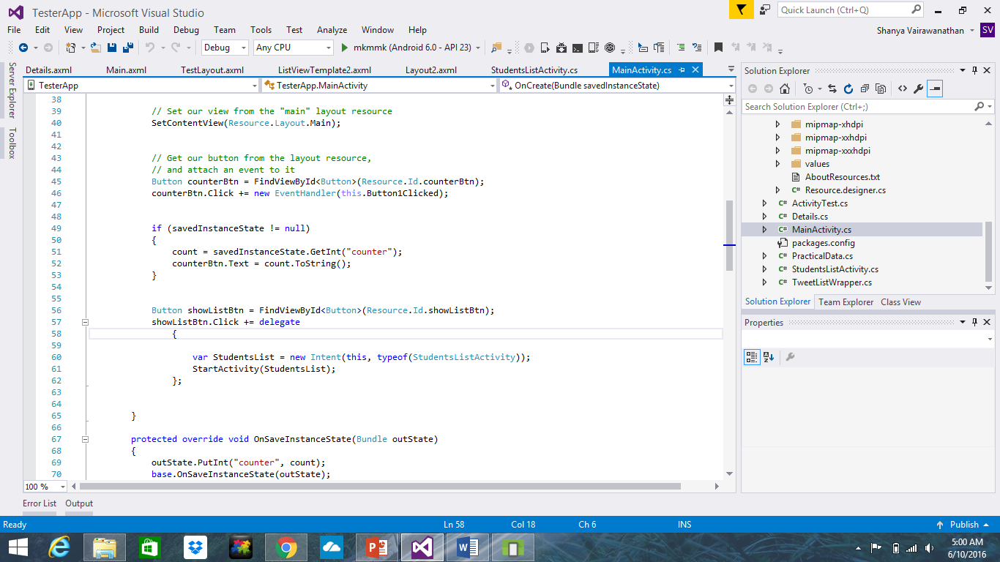 TesterApp - Microsoft Visual Studio
Quick Launch (Ctrl+Q)
File Edit View Project Build Debug Team Tools Test Analyze Window Help
Shanya Vairawanathan SV
Debug Any CPU mkmmk (Android 6.0 - API 23)
Server Explorer
Toolbox
Details.axml Main.axml TestLayout.axml ListViewTemplate2.axml Layout2.axml StudentsListActivity.cs MainActivity.cs
TesterApp TesterApp.MainActivity OnCreate(Bundle savedInstanceState)
38
39 // Set our view from the "main" layout resource
40 SetContentView(Resource.Layout.Main);
41
42
43 // Get our button from the layout resource,
44 // and attach an event to it
45 Button counterBtn = FindViewById<Button>(Resource.Id.counterBtn);
46 counterBtn.Click += new EventHandler(this.Button1Clicked);
47
48
49 if (savedInstanceState != null)
50 {
51 count = savedInstanceState.GetInt("counter");
52 counterBtn.Text = count.ToString();
53 }
54
55
56 Button showListBtn = FindViewById<Button>(Resource.Id.showListBtn);
57 showListBtn.Click += delegate
58 {
59
60 var StudentsList = new Intent(this, typeof(StudentsListActivity));
61 StartActivity(StudentsList);
62 };
63
64
65 }
66
67 protected override void OnSaveInstanceState(Bundle outState)
68 {
69 outState.PutInt("counter", count);
70 base.OnSaveInstanceState(outState);
100 %
Solution Explorer
Search Solution Explorer (Ctrl+;)
mipmap-xhdpi
mipmap-xxhdpi
mipmap-xxxhdpi
values
AboutResources.txt
C# Resource.designer.cs
C# ActivityTest.cs
C# Details.cs
C# MainActivity.cs
packages.config
C# PracticalData.cs
C# StudentsListActivity.cs
C# TweetListWrapper.cs
Solution Explorer Team Explorer Class View
Properties
Error List Output
Ready Ln 58 Col 18 Ch 6 INS Publish
5:00 AM
6/10/2016